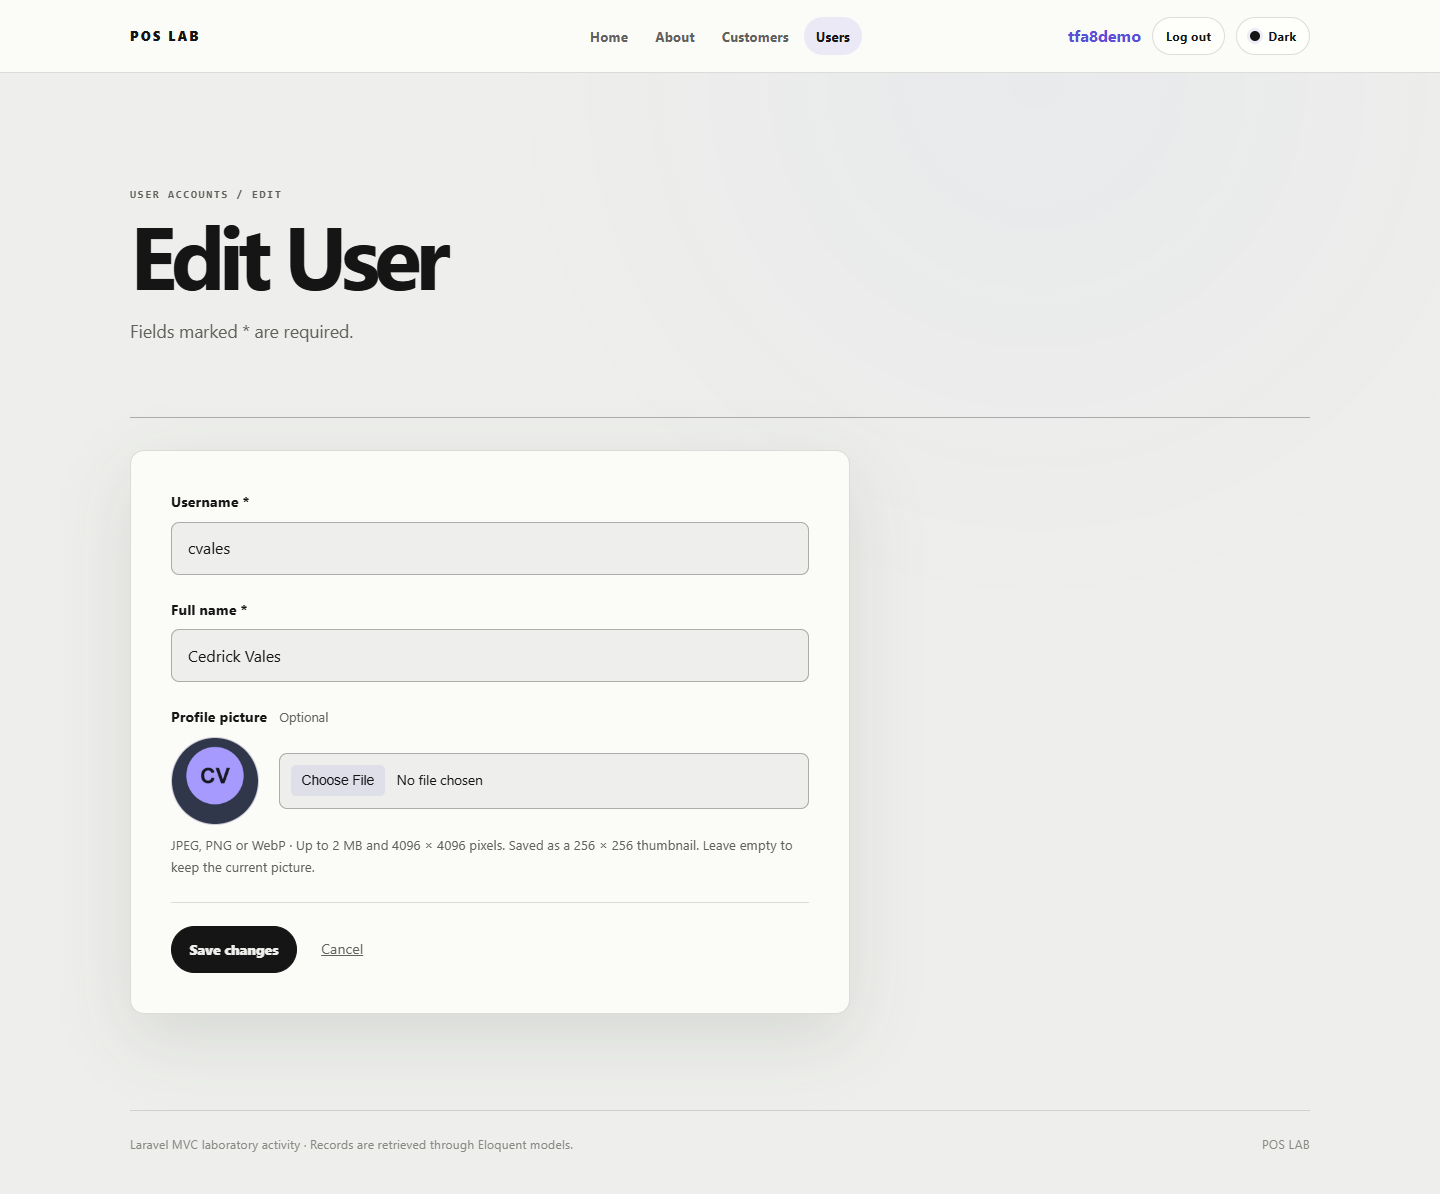 POS LAB
Home About Customers Users
tfa8demo Log out Dark
USER ACCOUNTS / EDIT
Edit User
Fields marked * are required.
Username *
cvales
Full name *
Cedrick Vales
Profile picture Optional
CV
Choose File No file chosen
JPEG, PNG or WebP · Up to 2 MB and 4096 × 4096 pixels. Saved as a 256 × 256 thumbnail. Leave empty to
keep the current picture.
Save changes Cancel
Laravel MVC laboratory activity · Records are retrieved through Eloquent models.
POS LAB